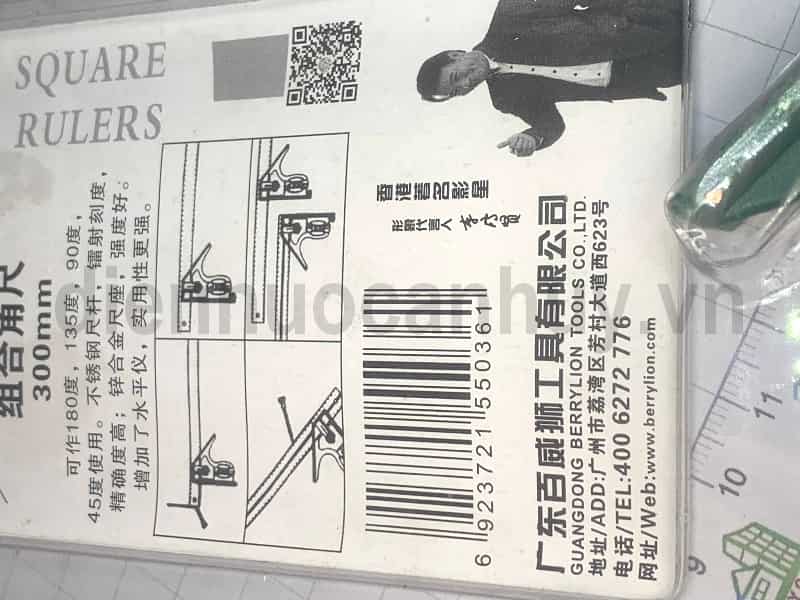 SQUARE
RULERS
组合角尺
300mm
可作180度，135度，90度，
45度使用。不锈钢尺杆，镭射刻度，
精确度高；锌合金尺座，强度好。
增加了水平仪，实用性更强。
香港著名影星
形象代言人
6 923721 550361
广东百威狮工具有限公司
GUANGDONG BERRYLION TOOLS CO.,LTD.
地址/ADD:广州市荔湾区芳村大道西623号
电话/TEL:400 6272 776
网址/Web:www.berrylion.com
diennuocanhuy.vn
9
10
11